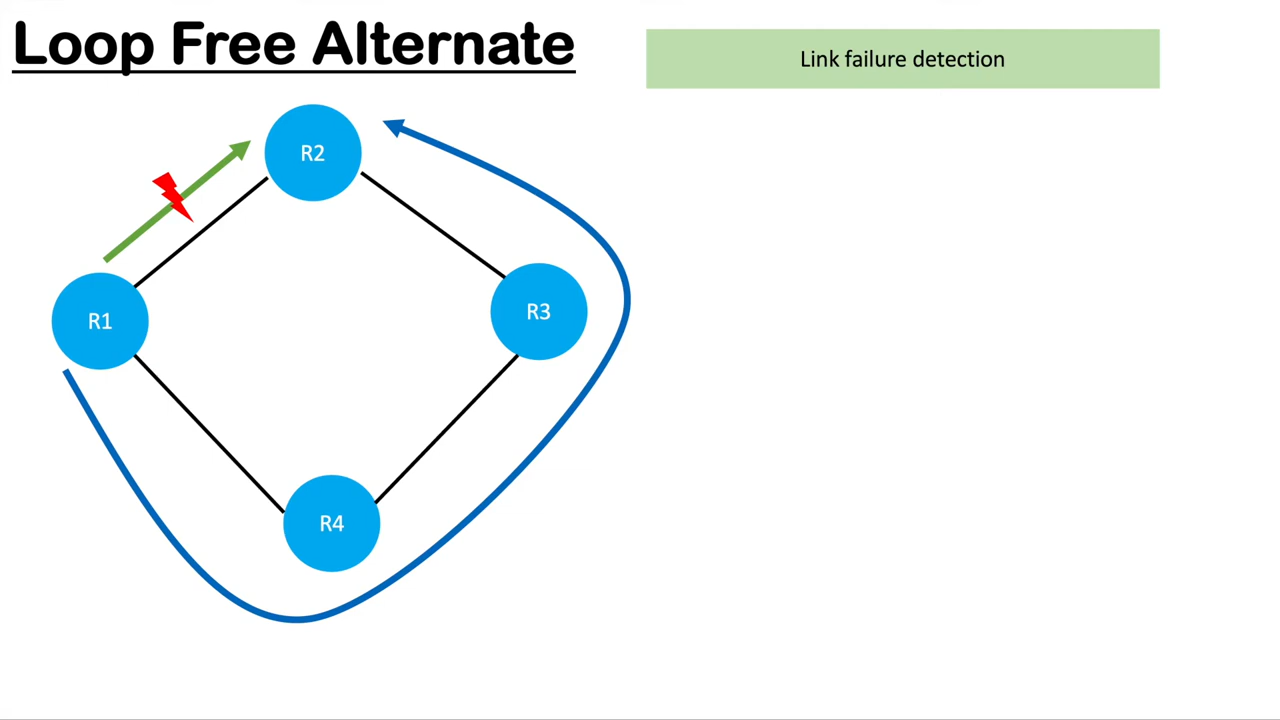 Loop Free Alternate
Link failure detection
R2
R1
R3
R4